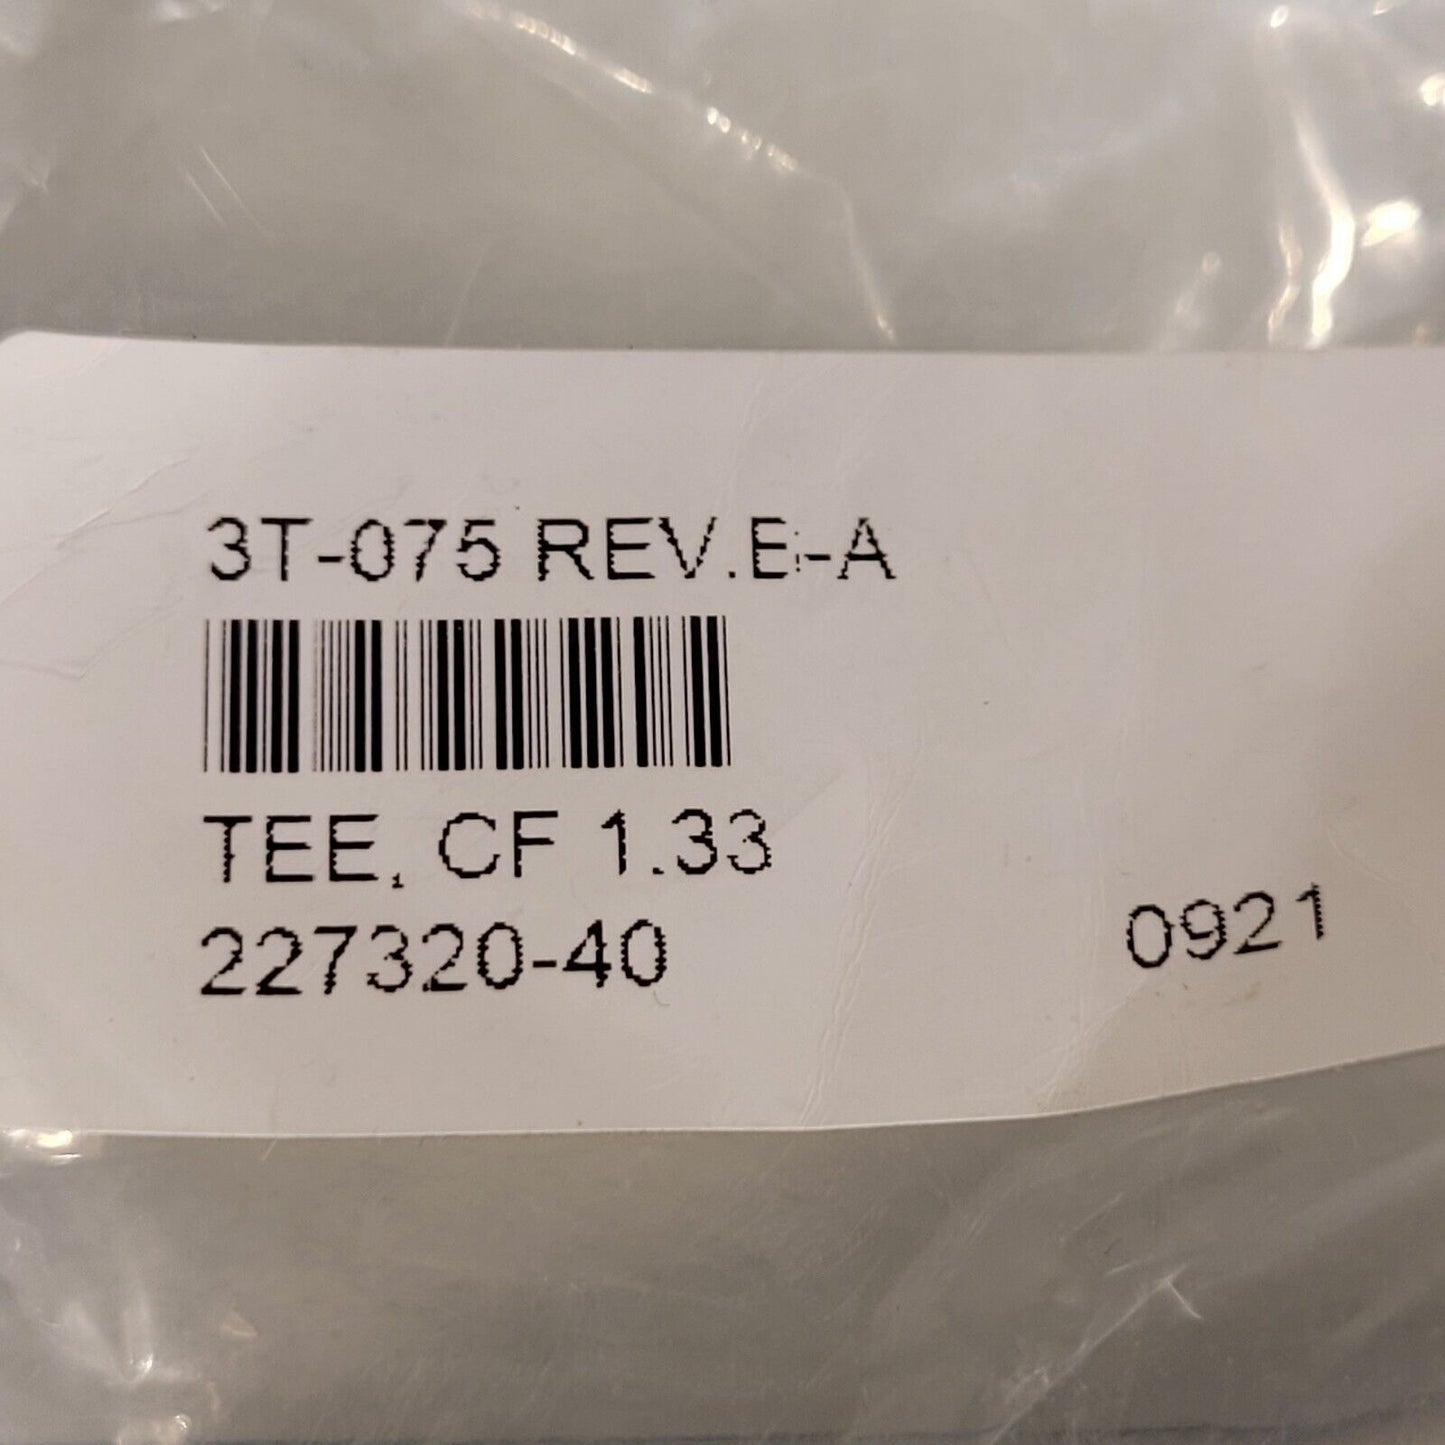 3T-075 REV.E-A
TEE, CF 1.33
227320-40
0921